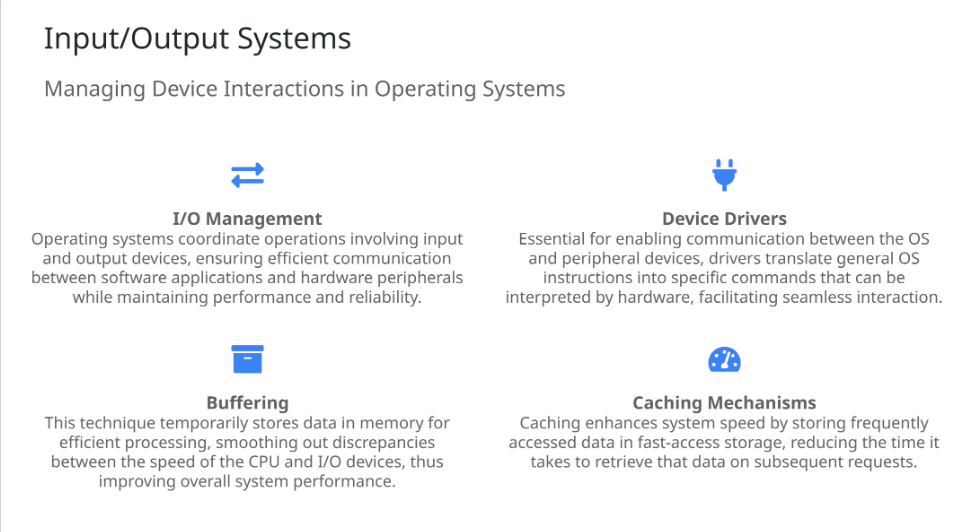 Input/Output Systems
Managing Device Interactions in Operating Systems
I/O Management
Operating systems coordinate operations involving input
and output devices, ensuring efficient communication
between software applications and hardware peripherals
while maintaining performance and reliability.
Device Drivers
Essential for enabling communication between the OS
and peripheral devices, drivers translate general OS
instructions into specific commands that can be
interpreted by hardware, facilitating seamless interaction.
Buffering
This technique temporarily stores data in memory for
efficient processing, smoothing out discrepancies
between the speed of the CPU and I/O devices, thus
improving overall system performance.
Caching Mechanisms
Caching enhances system speed by storing frequently
accessed data in fast-access storage, reducing the time it
takes to retrieve that data on subsequent requests.